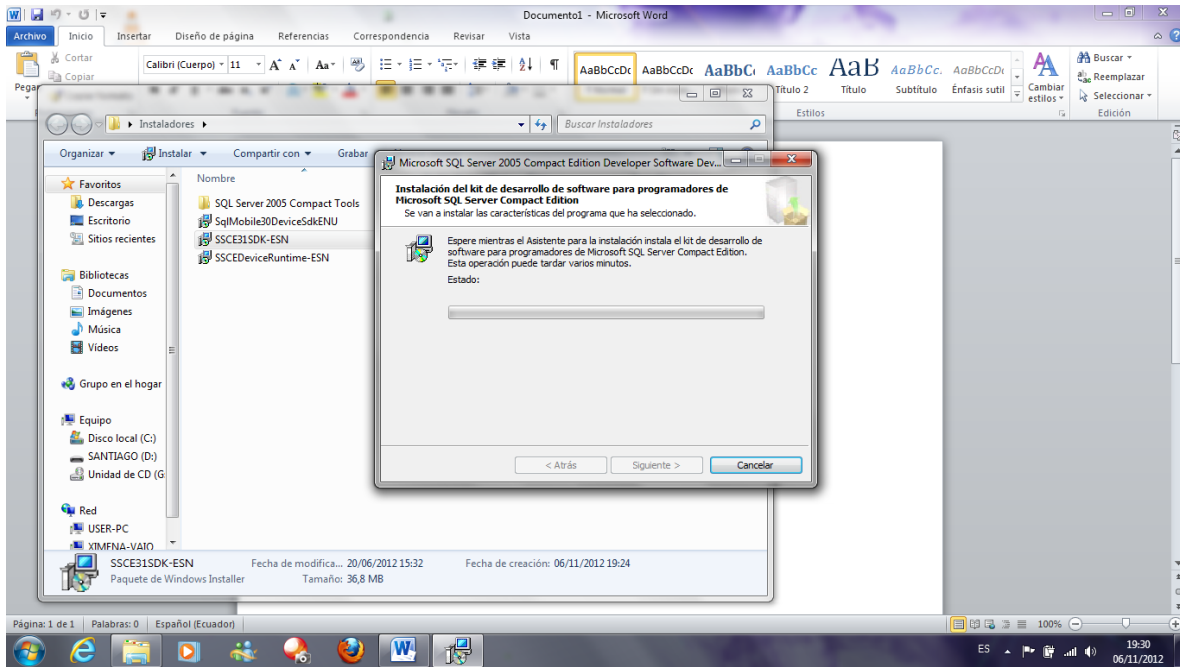 Documento1 - Microsoft Word
Archivo Inicio Insertar Diseño de página Referencias Correspondencia Revisar Vista
Cortar
Copiar
Calibri (Cuerpo) 11
AaBbCcDc AaBbCcDc AaBbC AaBbCc AaB AaBbCc. AaBbCcDc
Título 2 Título Subtítulo Énfasis sutil
Cambiar estilos
Buscar
Reemplazar
Seleccionar
Estilos Edición
Instaladores
Buscar Instaladores
Organizar Instalar Compartir con Grabar
Favoritos
Descargas
Escritorio
Sitios recientes
Bibliotecas
Documentos
Imágenes
Música
Vídeos
Grupo en el hogar
Equipo
Disco local (C:)
SANTIAGO (D:)
Unidad de CD (G
Red
USER-PC
XIMENA-VAIO
Nombre
SQL Server 2005 Compact Tools
SqlMobile30DeviceSdkENU
SSCE31SDK-ESN
SSCEDeviceRuntime-ESN
Microsoft SQL Server 2005 Compact Edition Developer Software Dev...
Instalación del kit de desarrollo de software para programadores de
Microsoft SQL Server Compact Edition
Se van a instalar las características del programa que ha seleccionado.
Espere mientras el Asistente para la instalación instala el kit de desarrollo de
software para programadores de Microsoft SQL Server Compact Edition.
Esta operación puede tardar varios minutos.
Estado:
< Atrás Siguiente > Cancelar
SSCE31SDK-ESN Fecha de modifica... 20/06/2012 15:32 Fecha de creación: 06/11/2012 19:24
Paquete de Windows Installer Tamaño: 36,8 MB
Página: 1 de 1 Palabras: 0 Español (Ecuador) 100%
ES 19:30
06/11/2012